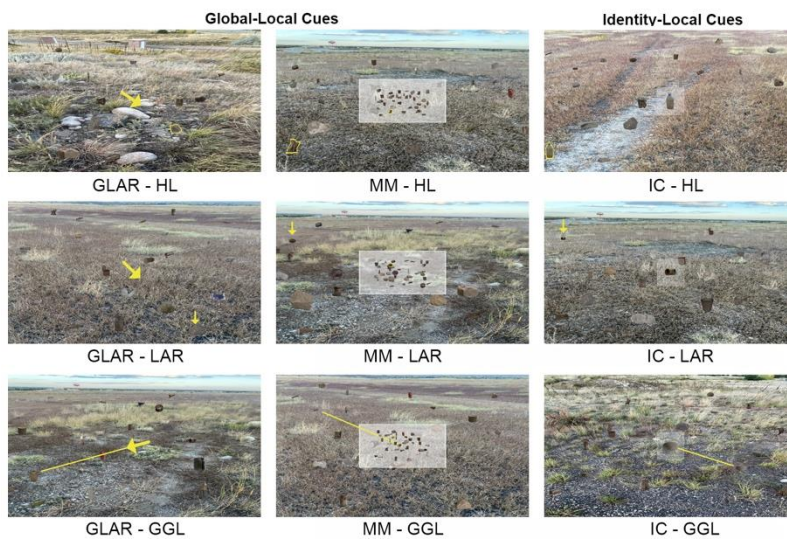 Global-Local Cues Identity-Local Cues
GLAR - HL MM - HL IC - HL
GLAR - LAR MM - LAR IC - LAR
GLAR - GGL MM - GGL IC - GGL